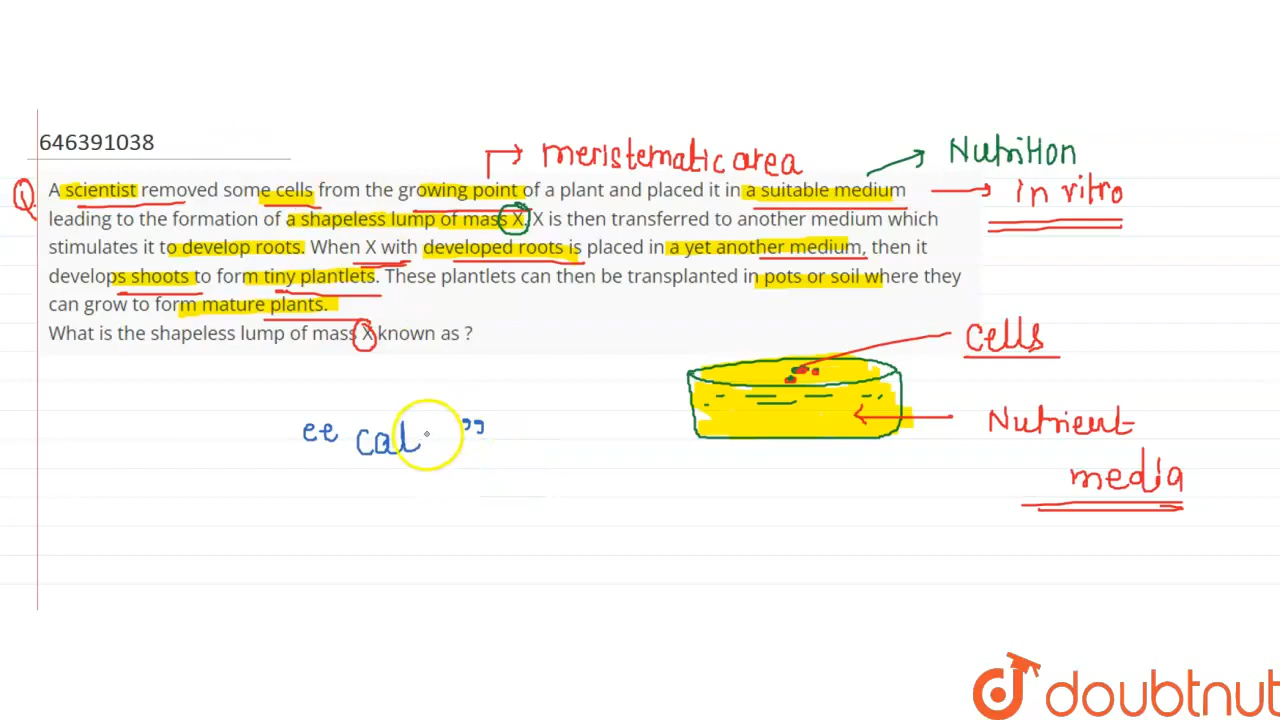 646391038
meristematic area
Nutrition
Q A scientist removed some cells from the growing point of a plant and placed it in a suitable medium
in vitro
leading to the formation of a shapeless lump of mass X. X is then transferred to another medium which
stimulates it to develop roots. When X with developed roots is placed in a yet another medium, then it
develops shoots to form tiny plantlets. These plantlets can then be transplanted in pots or soil where they
can grow to form mature plants.
What is the shapeless lump of mass X known as ?
cells
Nutrient
media
"cal "
doubtnut